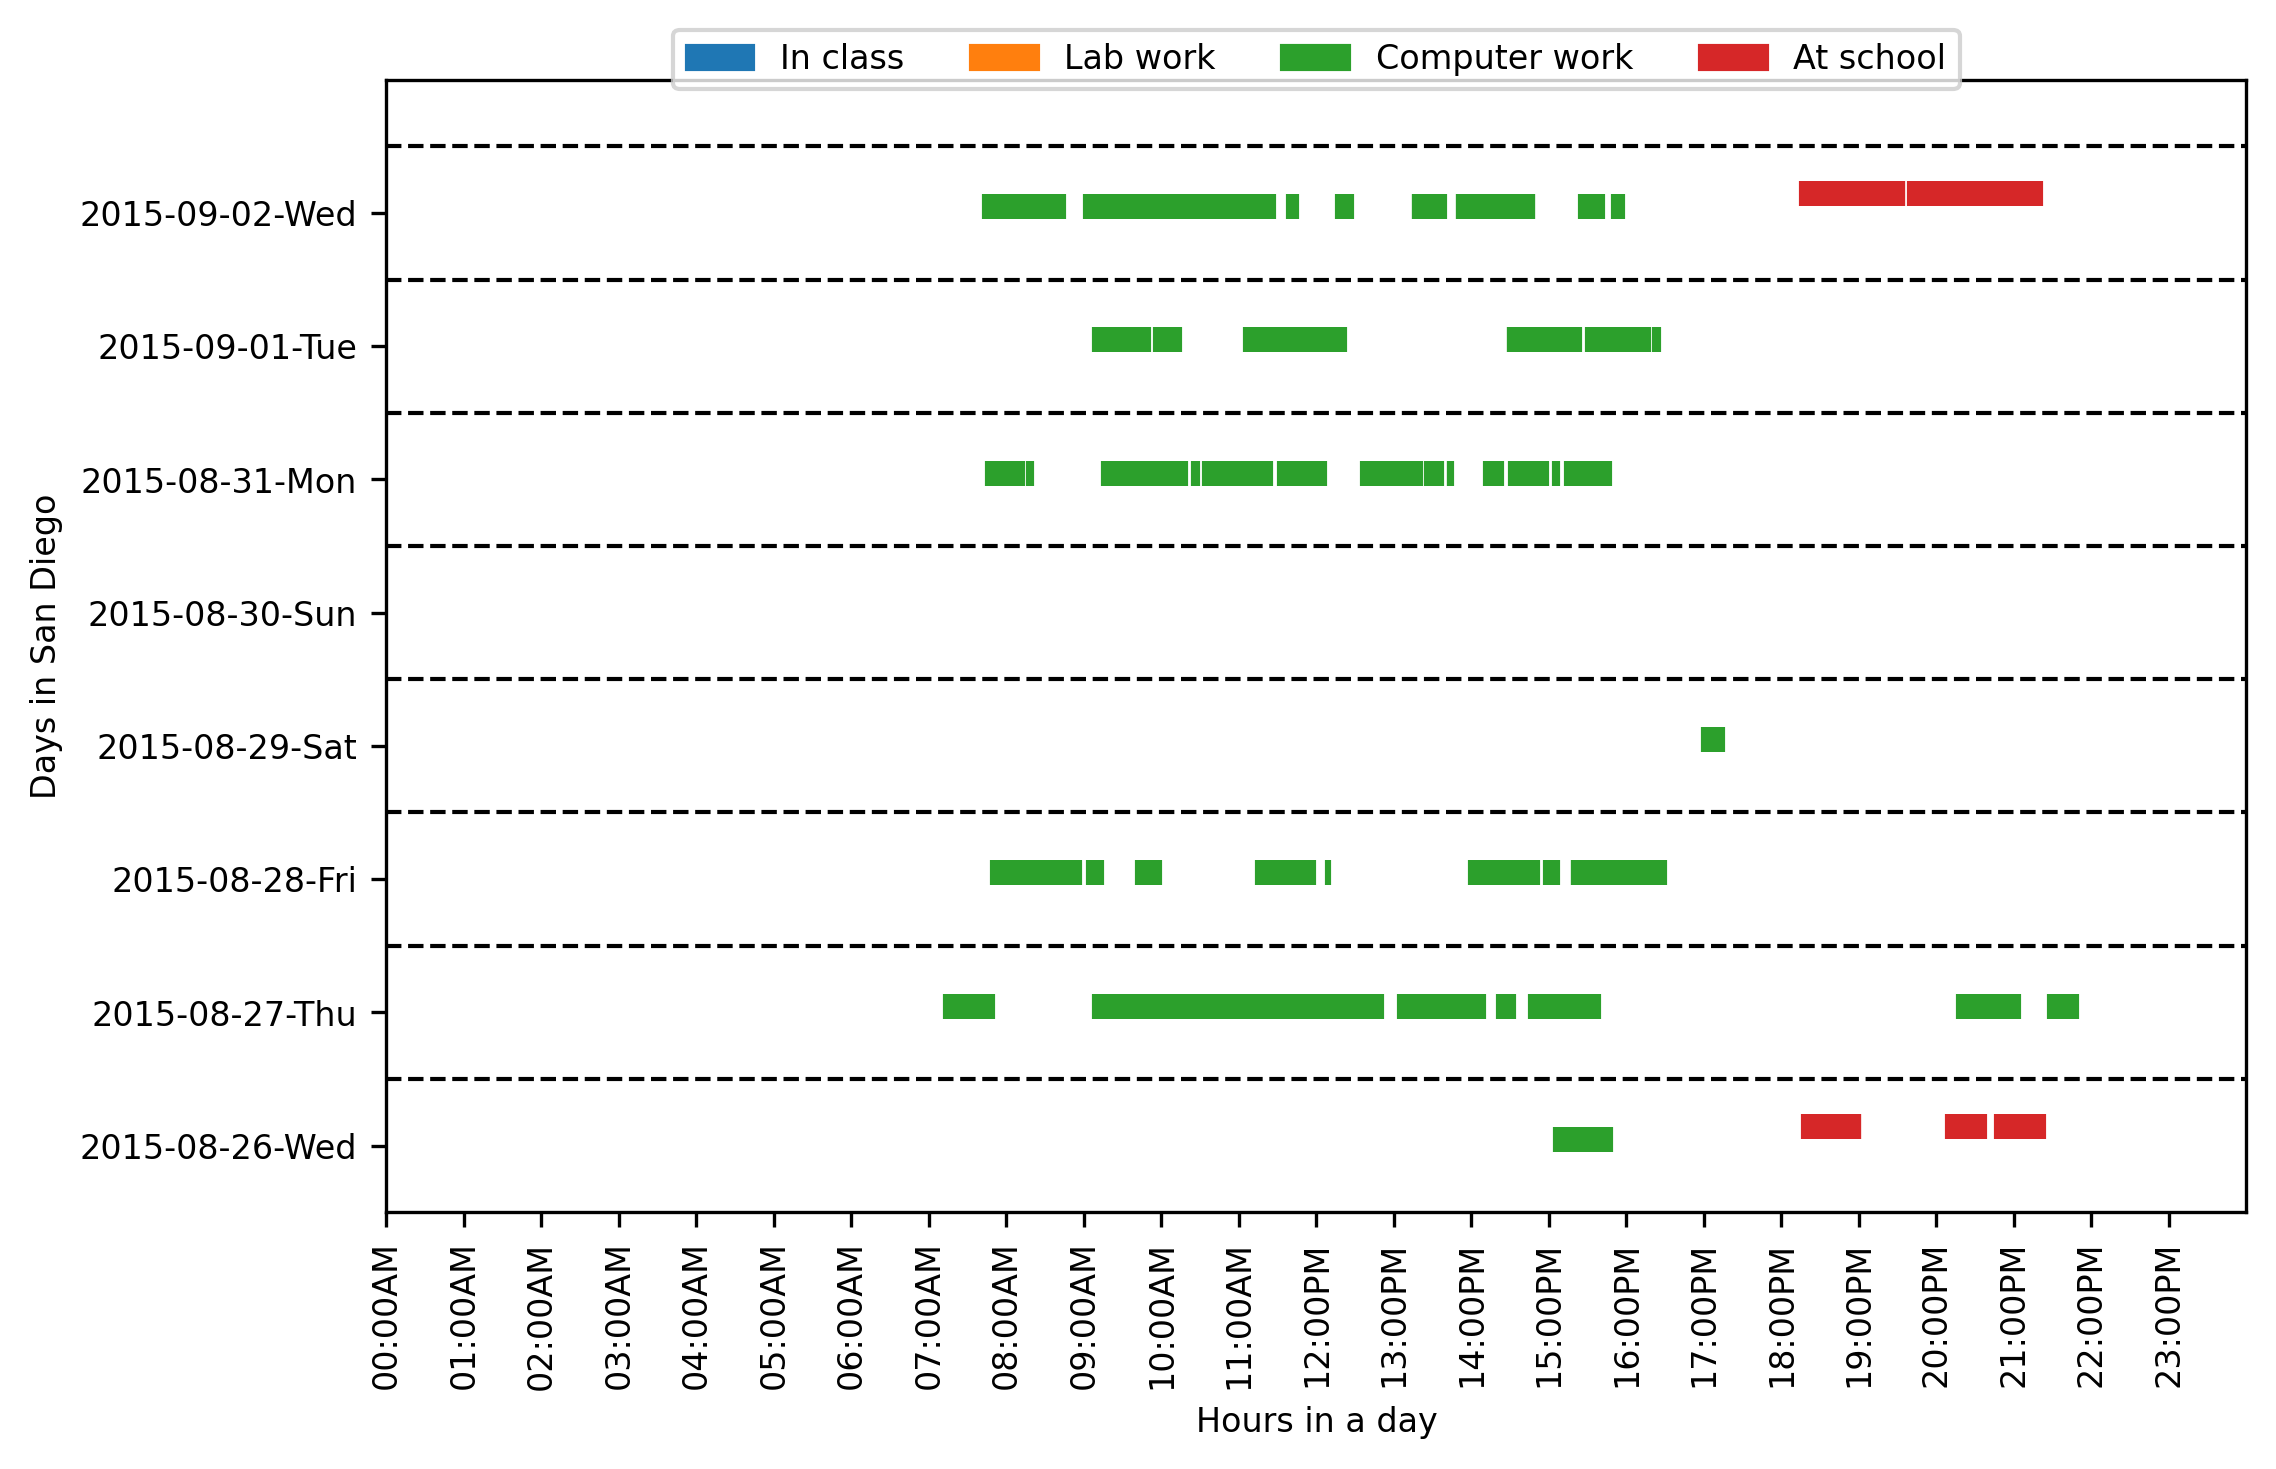 In class Lab work Computer work At school
Days in San Diego
2015-09-02-Wed
2015-09-01-Tue
2015-08-31-Mon
2015-08-30-Sun
2015-08-29-Sat
2015-08-28-Fri
2015-08-27-Thu
2015-08-26-Wed
00:00AM
01:00AM
02:00AM
03:00AM
04:00AM
05:00AM
06:00AM
07:00AM
08:00AM
09:00AM
10:00AM
11:00AM
12:00PM
13:00PM
14:00PM
15:00PM
16:00PM
17:00PM
18:00PM
19:00PM
20:00PM
21:00PM
22:00PM
23:00PM
Hours in a day